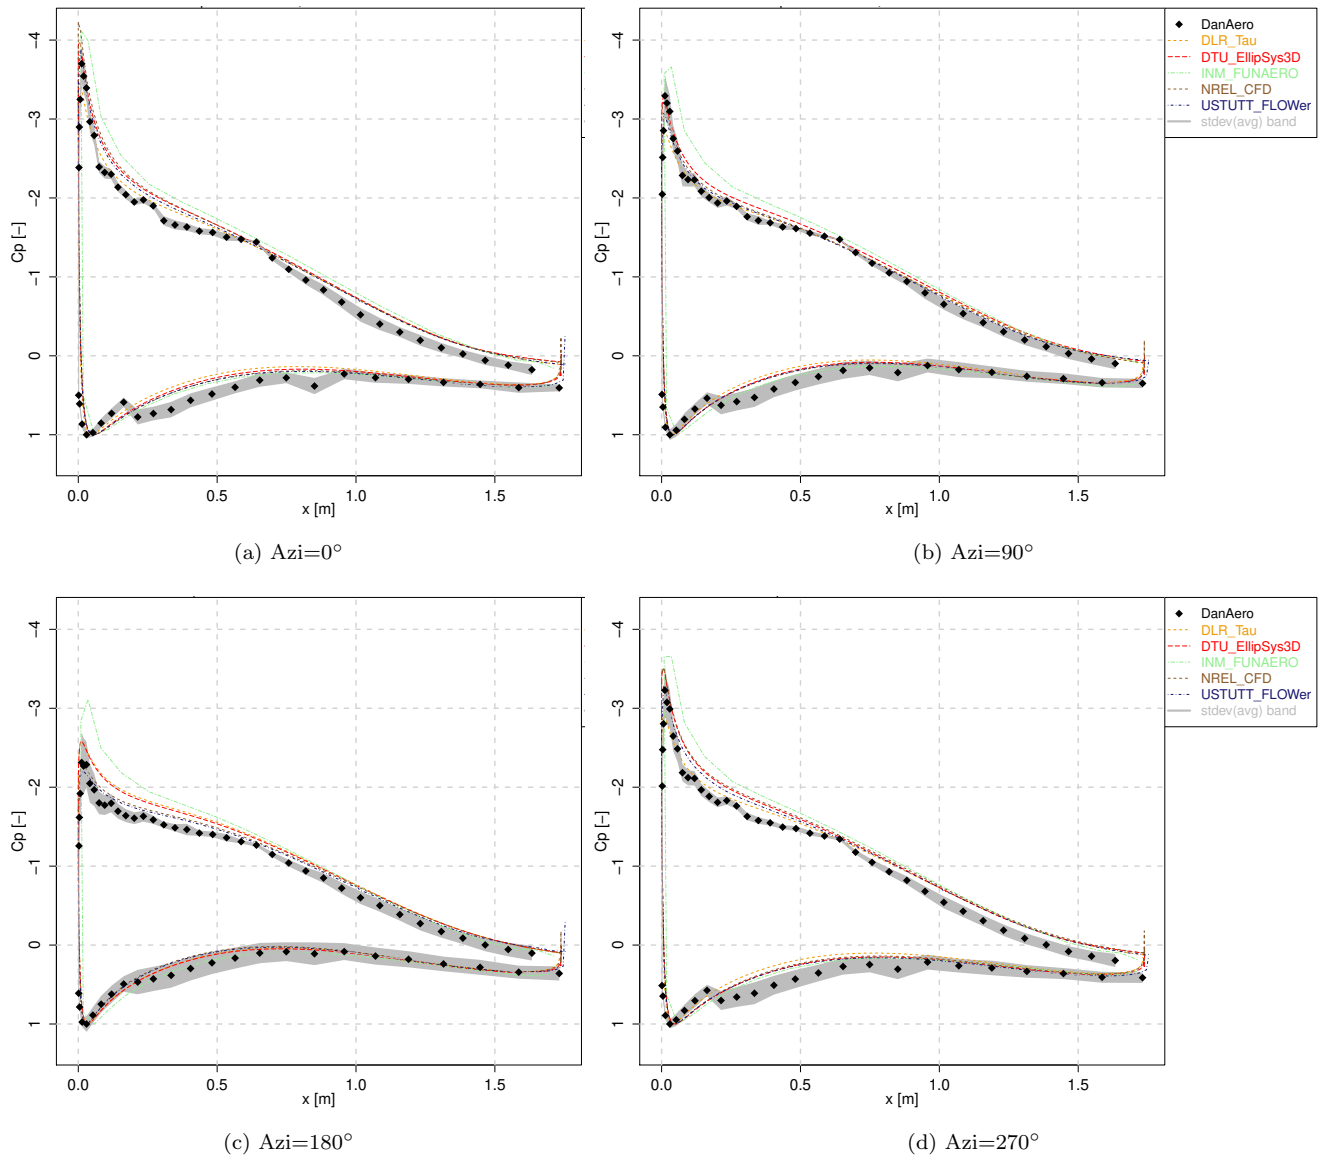 −4
−3
−2
−1
0
1
Cp [−]
0.0 0.5 1.0 1.5
x [m]
(a) Azi=0°
−4
−3
−2
−1
0
1
Cp [−]
0.0 0.5 1.0 1.5
x [m]
(b) Azi=90°
DanAero
DLR_Tau
DTU_EllipSys3D
INM_FUNAERO
NREL_CFD
USTUTT_FLOWer
stdev(avg) band
−4
−3
−2
−1
0
1
Cp [−]
0.0 0.5 1.0 1.5
x [m]
(c) Azi=180°
−4
−3
−2
−1
0
1
Cp [−]
0.0 0.5 1.0 1.5
x [m]
(d) Azi=270°
DanAero
DLR_Tau
DTU_EllipSys3D
INM_FUNAERO
NREL_CFD
USTUTT_FLOWer
stdev(avg) band